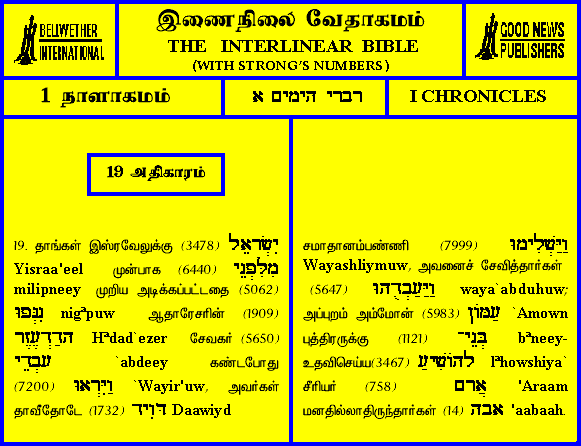 BELLWETHER
INTERNATIONAL
இணைநிலை வேதாகமம்
THE INTERLINEAR BIBLE
(WITH STRONG'S NUMBERS)
GOOD NEWS
PUBLISHERS
1 நாளாகமம்
דברי הימים א
I CHRONICLES
19 அதிகாரம்
19. தாங்கள் இஸ்ரவேலுக்கு (3478) יִשְׂרָאֵל
Yisraa'eel முன்பாக (6440) מִלִּפְנֵי
milipneey முறிய அடிக்கப்பட்டதை (5062)
נִגְּפוּ nigªpuw ஆதாரேசரின் (1909)
הֲדַדְעֶזֶר Hªdad`ezer சேவகர் (5650)
עַבְדֵי `abdeey கண்டபோது
(7200) וַיִּרְאוּ `Wayir'uw, அவர்கள்
தாவீதோடே (1732) דָּוִיד Daawiyd
சமாதானம்பண்ணி (7999) וַיַּשְׁלִימוּ
Wayashliymuw, அவனைச் சேவித்தார்கள்
(5647) וַיַּעַבְדֻהוּ waya`abduhuw;
அப்புறம் அம்மோன் (5983) עַמּוֹן `Amown
புத்திரருக்கு (1121) בְּנֵי bªneey-
உதவிசெய்ய(3467) לְהוֹשִׁיעַ lªhowshiya`
சீரியர் (758) אֲרָם 'Araam
மனதில்லாதிருந்தார்கள் (14) אבה 'aabaah.